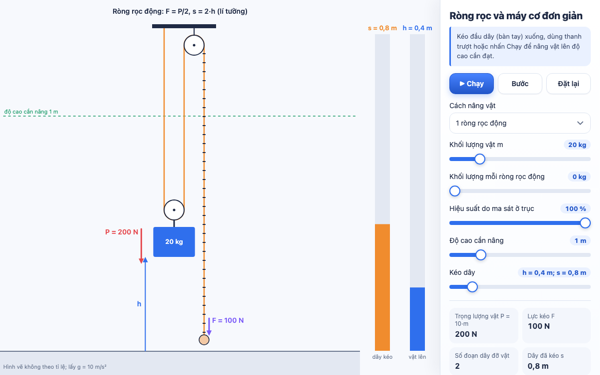 Ròng rọc động: F = P/2, s = 2·h (lí tưởng)
s = 0,8 m
h = 0,4 m
độ cao cần nâng 1 m
P = 200 N
20 kg
h
F = 100 N
dây kéo
vật lên
Hình vẽ không theo tỉ lệ; lấy g = 10 m/s²
Ròng rọc và máy cơ đơn giản
Kéo đầu dây (bàn tay) xuống, dùng thanh
trượt hoặc nhấn Chạy để nâng vật lên độ
cao cần đạt.
▶ Chạy
Bước
Đặt lại
Cách nâng vật
1 ròng rọc động
Khối lượng vật m
20 kg
Khối lượng mỗi ròng rọc động
0 kg
Hiệu suất do ma sát ở trục
100 %
Độ cao cần nâng
1 m
Kéo dây
h = 0,4 m; s = 0,8 m
Trọng lượng vật P =
10·m
200 N
Lực kéo F
100 N
Số đoạn dây đỡ vật
2
Dây đã kéo s
0,8 m